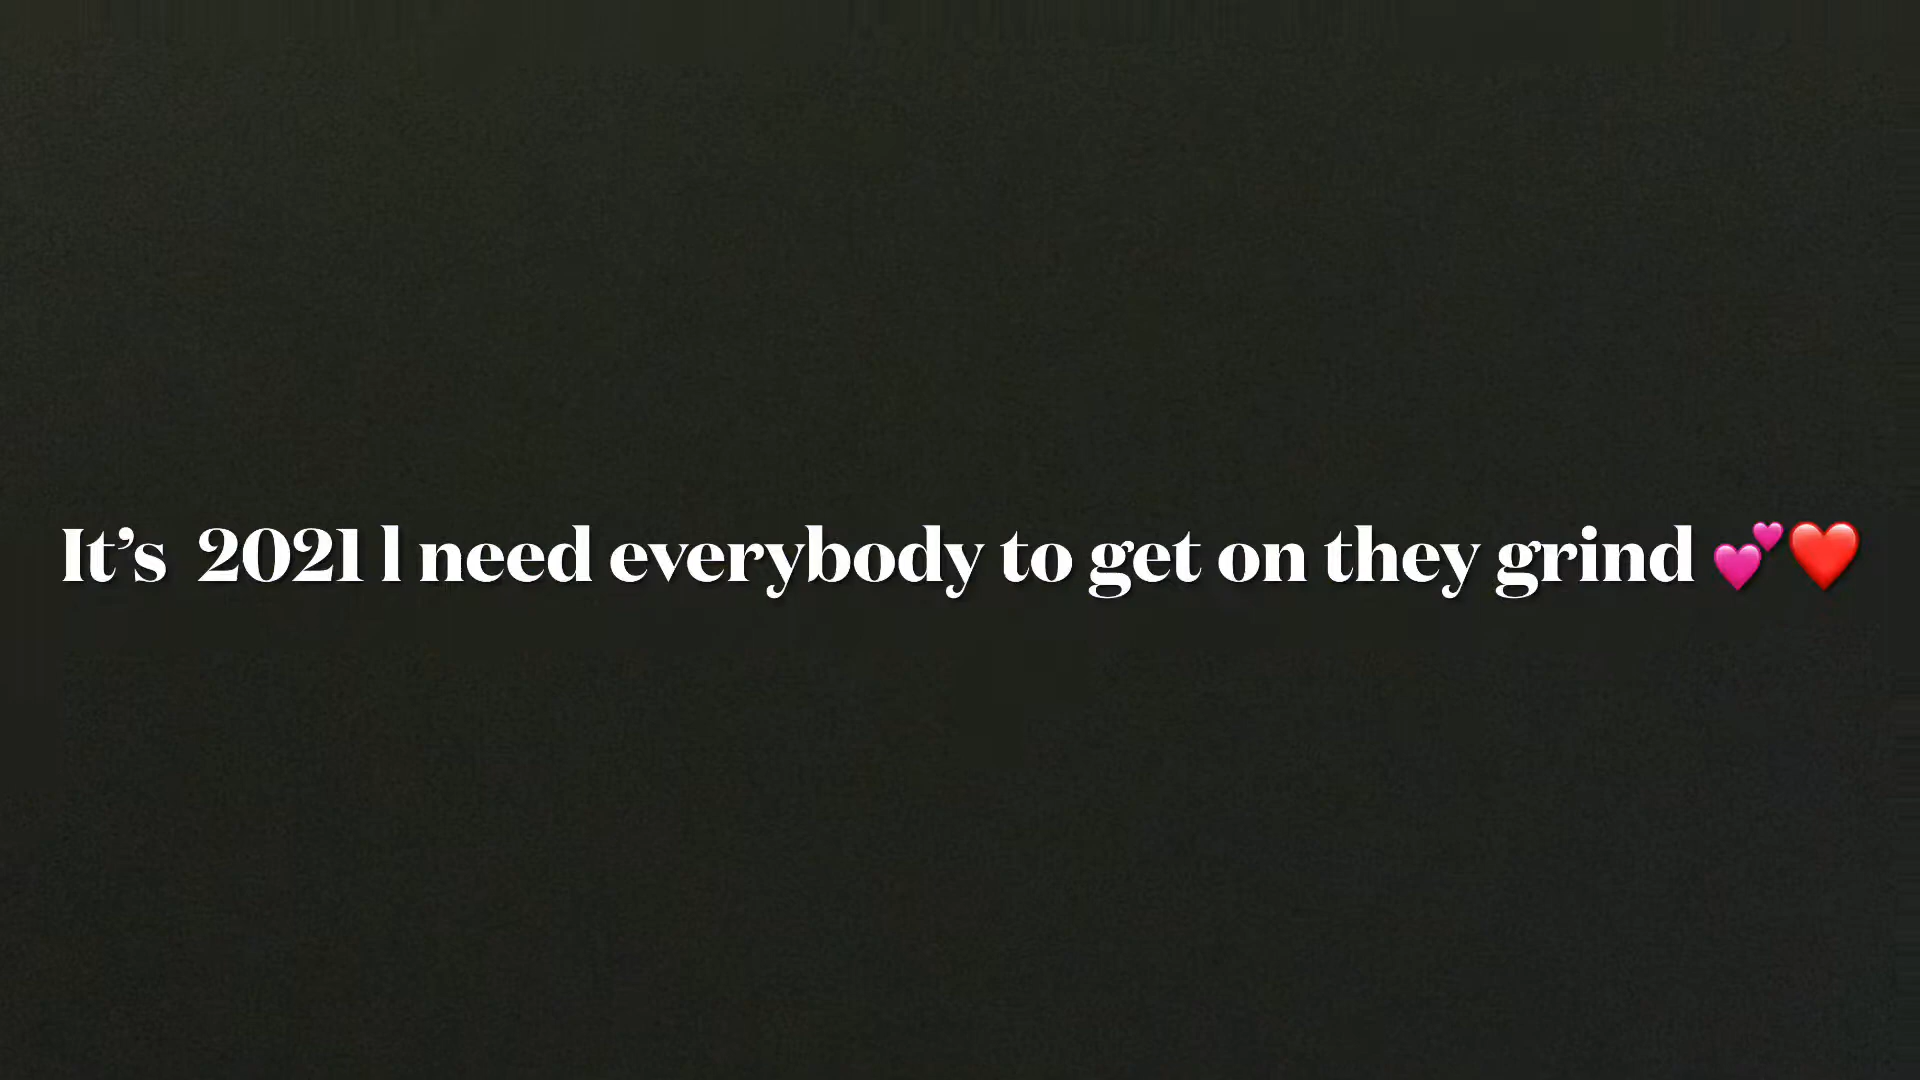 It’s  2021 l need everybody to get on they grind 💕❤️